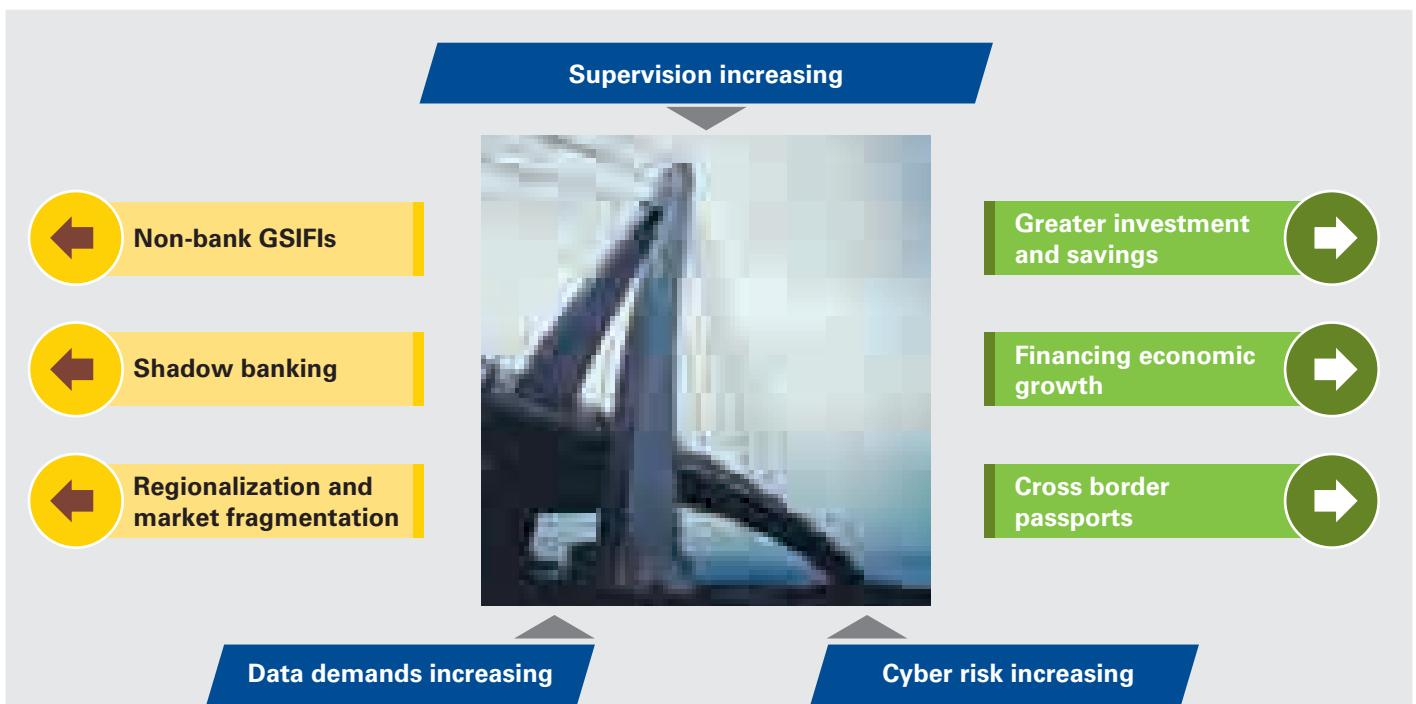 Supervision increasing
Non-bank GSIFIs
Shadow banking
Regionalization and
market fragmentation
Greater investment
and savings
Financing economic
growth
Cross border
passports
Data demands increasing
Cyber risk increasing